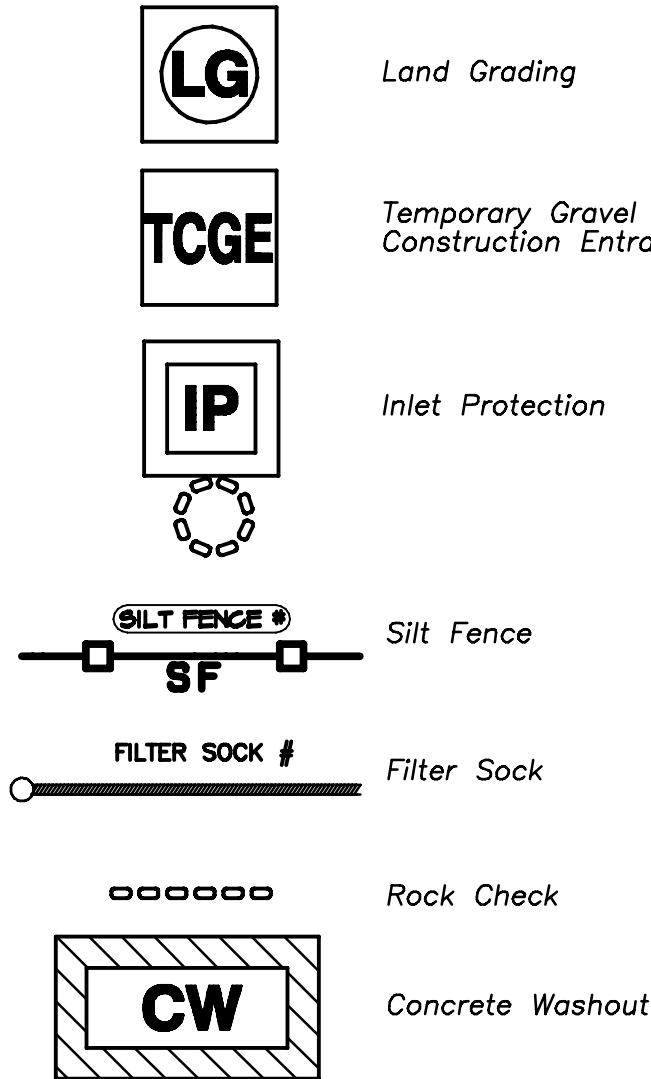 LG Land Grading
TCGE Temporary Gravel
Construction
IP Inlet Protection
SILT FENCE #
SF Silt Fence
FILTER SOCK #
Filter Sock
Rock Check
CW Concrete Washout